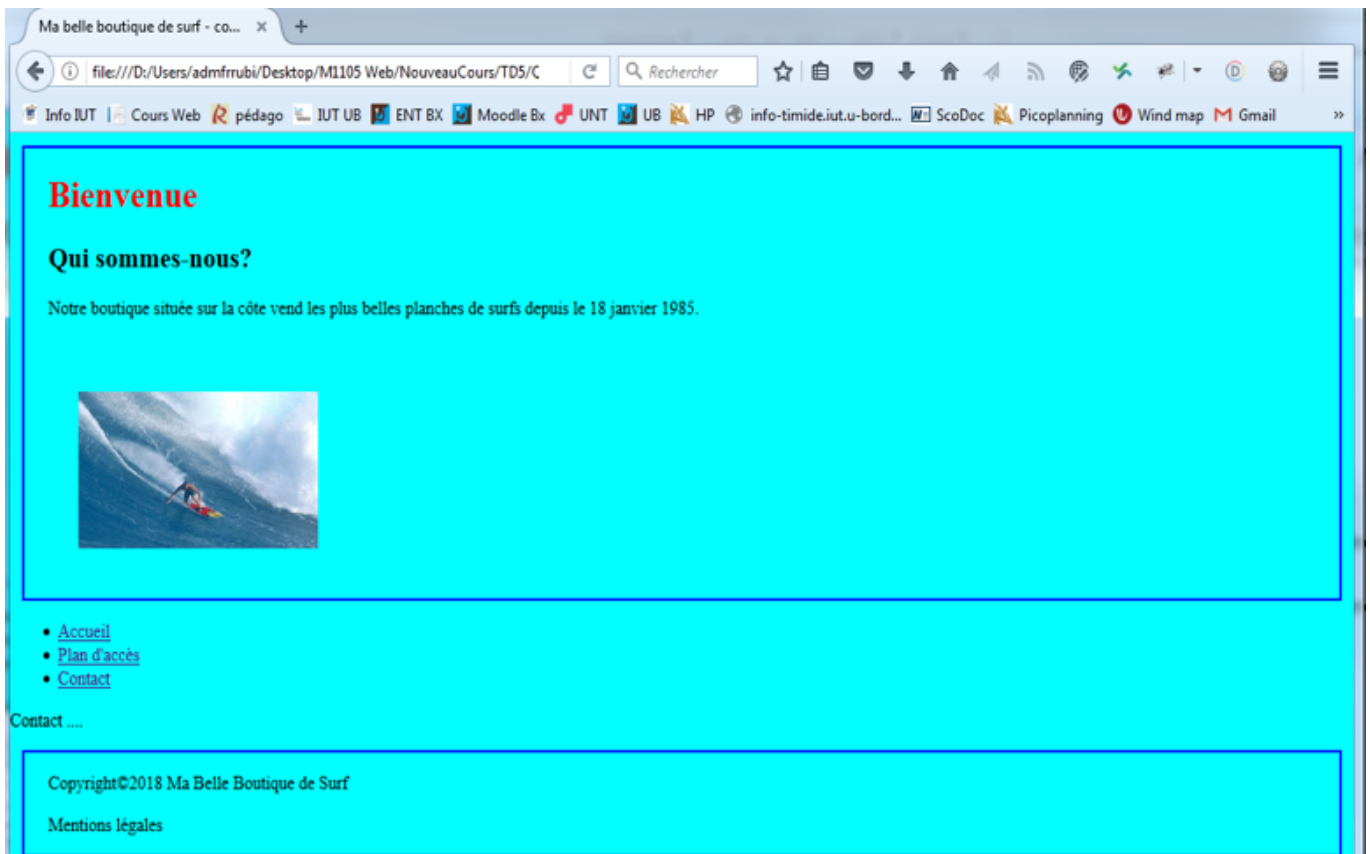 Ma belle boutique de surf - co...
file:///D:/Users/admfrrubi/Desktop/M1105 Web/NouveauCours/TD5/C
Rechercher
Info IUT Cours Web pédago IUT UB ENT BX Moodle Bx UNT UB HP info-timide.iut.u-bord... ScoDoc Picoplanning Wind map Gmail
Bienvenue
Qui sommes-nous?
Notre boutique située sur la côte vend les plus belles planches de surfs depuis le 18 janvier 1985.
Accueil
Plan d'accès
Contact
Contact ....
Copyright©2018 Ma Belle Boutique de Surf
Mentions légales